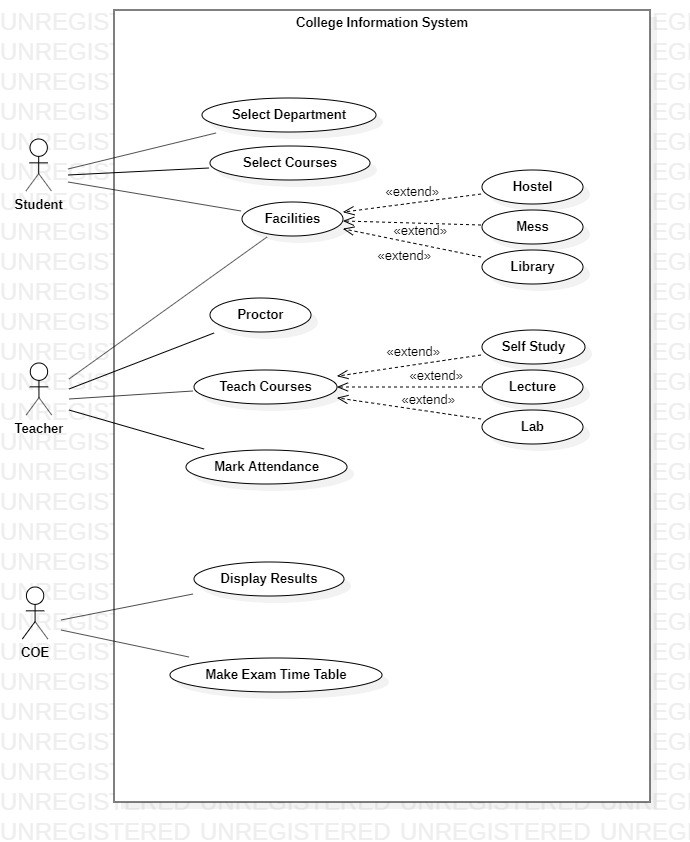 College Information System
Select Department
Select Courses
Student
Facilities
«extend»
Hostel
«extend»
Mess
«extend»
Library
Proctor
Teacher
Teach Courses
«extend»
Self Study
«extend»
Lecture
«extend»
Lab
Mark Attendance
Display Results
COE
Make Exam Time Table
UNREGISTERED UNREGISTERED UNREGISTERED UNREGISTERED